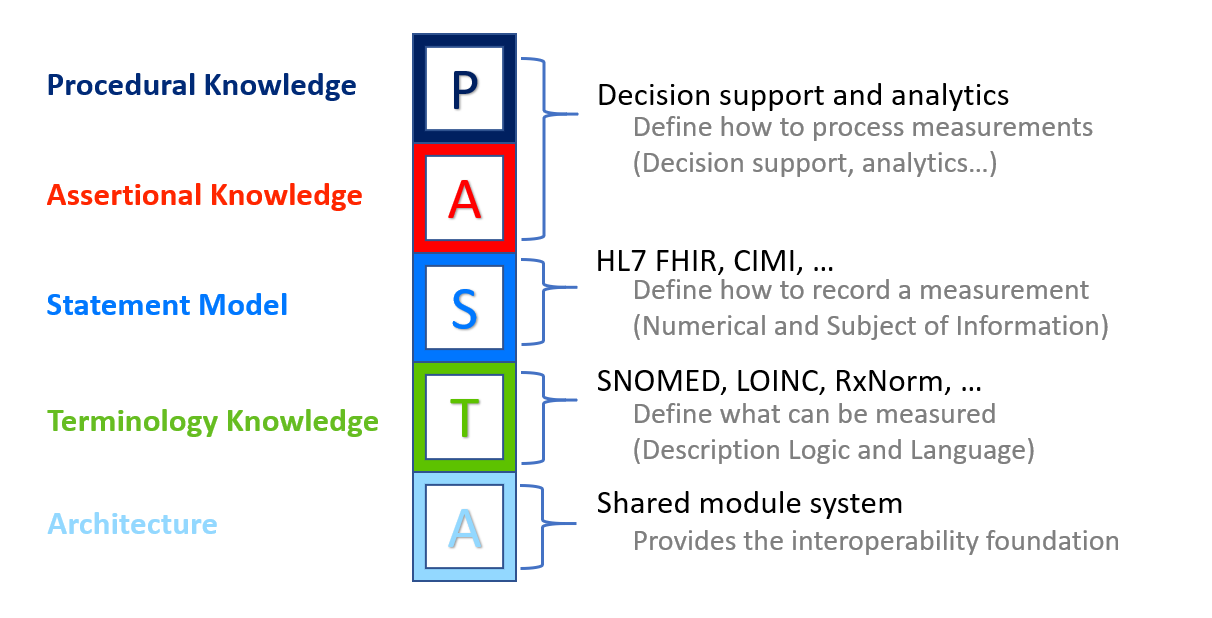 Procedural Knowledge
P
Decision support and analytics
Define how to process measurements
(Decision support, analytics...)
Assertional Knowledge
A
HL7 FHIR, CIMI, ...
Define how to record a measurement
(Numerical and Subject of Information)
Statement Model
S
SNOMED, LOINC, RxNorm, ...
Define what can be measured
(Description Logic and Language)
Terminology Knowledge
T
Shared module system
Provides the interoperability foundation
Architecture
A